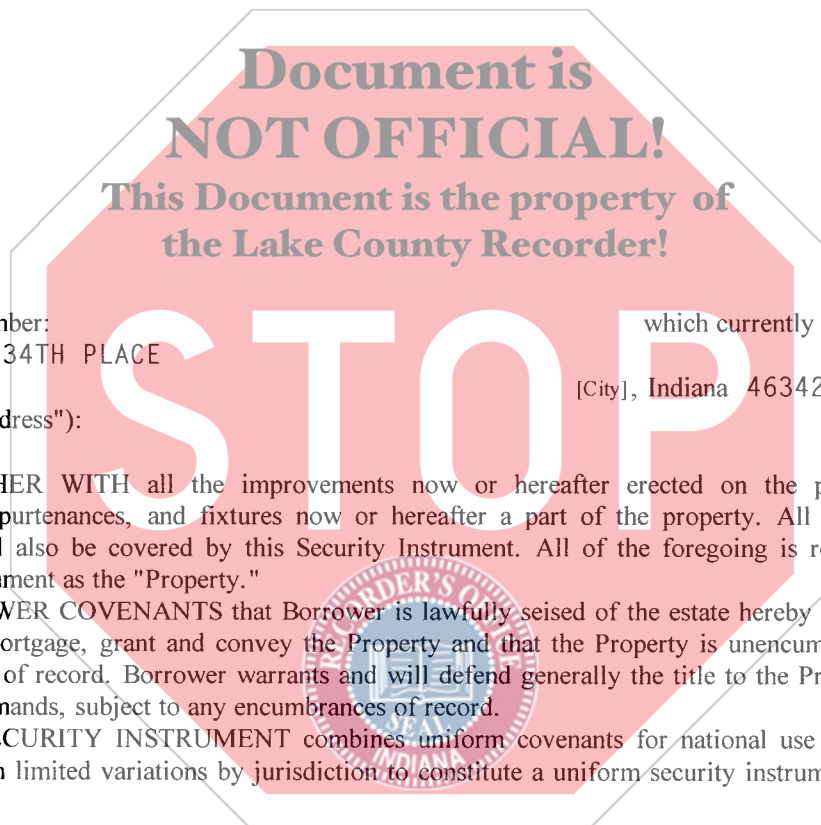 Document is
NOT OFFICIAL!
This Document is the property of
the Lake County Recorder!
STOP
nber: which currently
34TH PLACE
[City], Indiana 46342
dress"):
HER WITH all the improvements now or hereafter erected on the p
purtenances, and fixtures now or hereafter a part of the property. All
l also be covered by this Security Instrument. All of the foregoing is r
ment as the "Property."
WER COVENANTS that Borrower is lawfully seised of the estate hereby
ortgage, grant and convey the Property and that the Property is unencum
of record. Borrower warrants and will defend generally the title to the Pr
mands, subject to any encumbrances of record.
CURITY INSTRUMENT combines uniform covenants for national use
n limited variations by jurisdiction to constitute a uniform security instrum
RECORDER'S OFFICE
SEAL
INDIANA